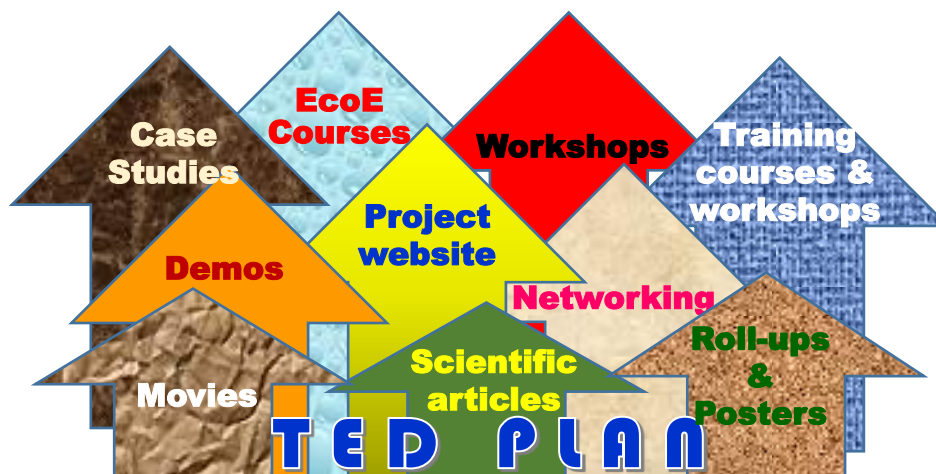 EcoE
Courses
Case
Studies
Workshops
Training
courses &
workshops
Project
website
Demos
Networking
Roll-ups
&
Posters
Scientific
articles
Movies
TED PLAN